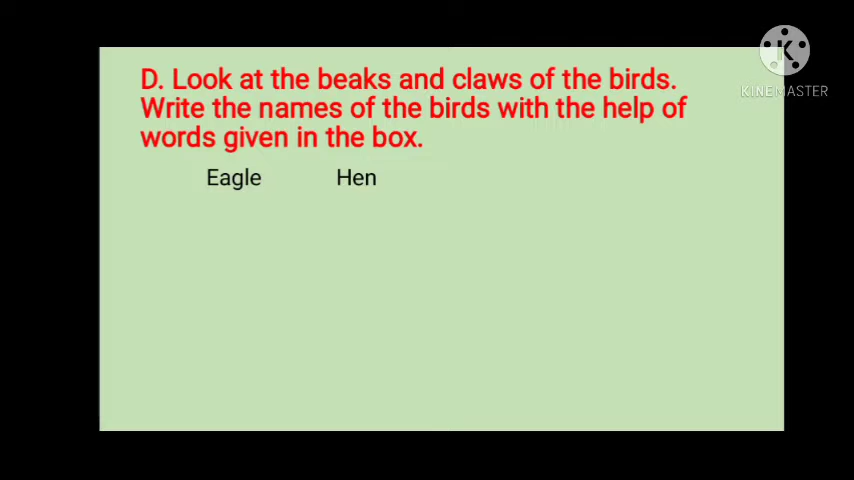 D. Look at the beaks and claws of the birds.
Write the names of the birds with the help of
words given in the box.
Eagle Hen
K
KINEMASTER